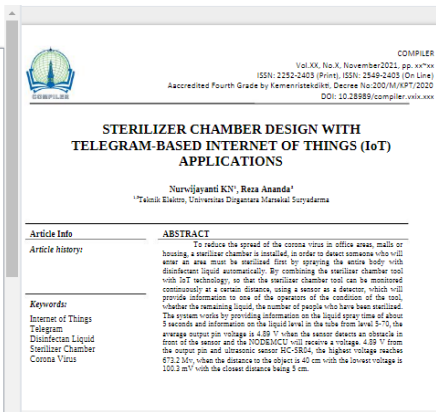 COMPILER
Vol.XX, No.X, November2021, pp. xx~xx
ISSN: 2252-2403 (Print), ISSN: 2549-2403 (On Line)
Aaccredited Fourth Grade by Kemenristekdikti, Decree No:200/M/KPT/2020
DOI: 10.28989/compiler.vxix.xxx
COMPILER
STERILIZER CHAMBER DESIGN WITH
TELEGRAM-BASED INTERNET OF THINGS (IoT)
APPLICATIONS
Nurwijayanti KN¹, Reza Ananda²
Teknik Elektro, Universitas Dirgantara Marsekal Suryadarma
Article Info
Article history:
Keywords:
Internet of Things
Telegram
Disinfectan Liquid
Sterilizer Chamber
Corona Virus
ABSTRACT
To reduce the spread of the corona virus in office areas, malls or
housing, a sterilizer chamber is installed, in order to detect someone who will
enter an area must be sterilized first by spraying the entire body with
disinfectant liquid automatically. By combining the sterilizer chamber tool
with IoT technology, so that the sterilizer chamber tool can be monitored
continuously at a certain distance, using a sensor as a detector, which will
provide information to one of the operators of the condition of the tool,
whether the remaining liquid, the number of people who have been sterilized.
The system works by providing information on the liquid spray time of about
5 seconds and information on the liquid level in the tube from level 5-70, the
average output pin voltage is 4.89 V when the sensor detects an obstacle in
front of the sensor and the NODEMCU will receive a voltage. 4.89 V from
the output pin and ultrasonic sensor HC-SR04, the highest voltage reaches
673.2 Mv, when the distance to the object is 40 cm with the lowest voltage is
100.3 mV with the closest distance being 5 cm.